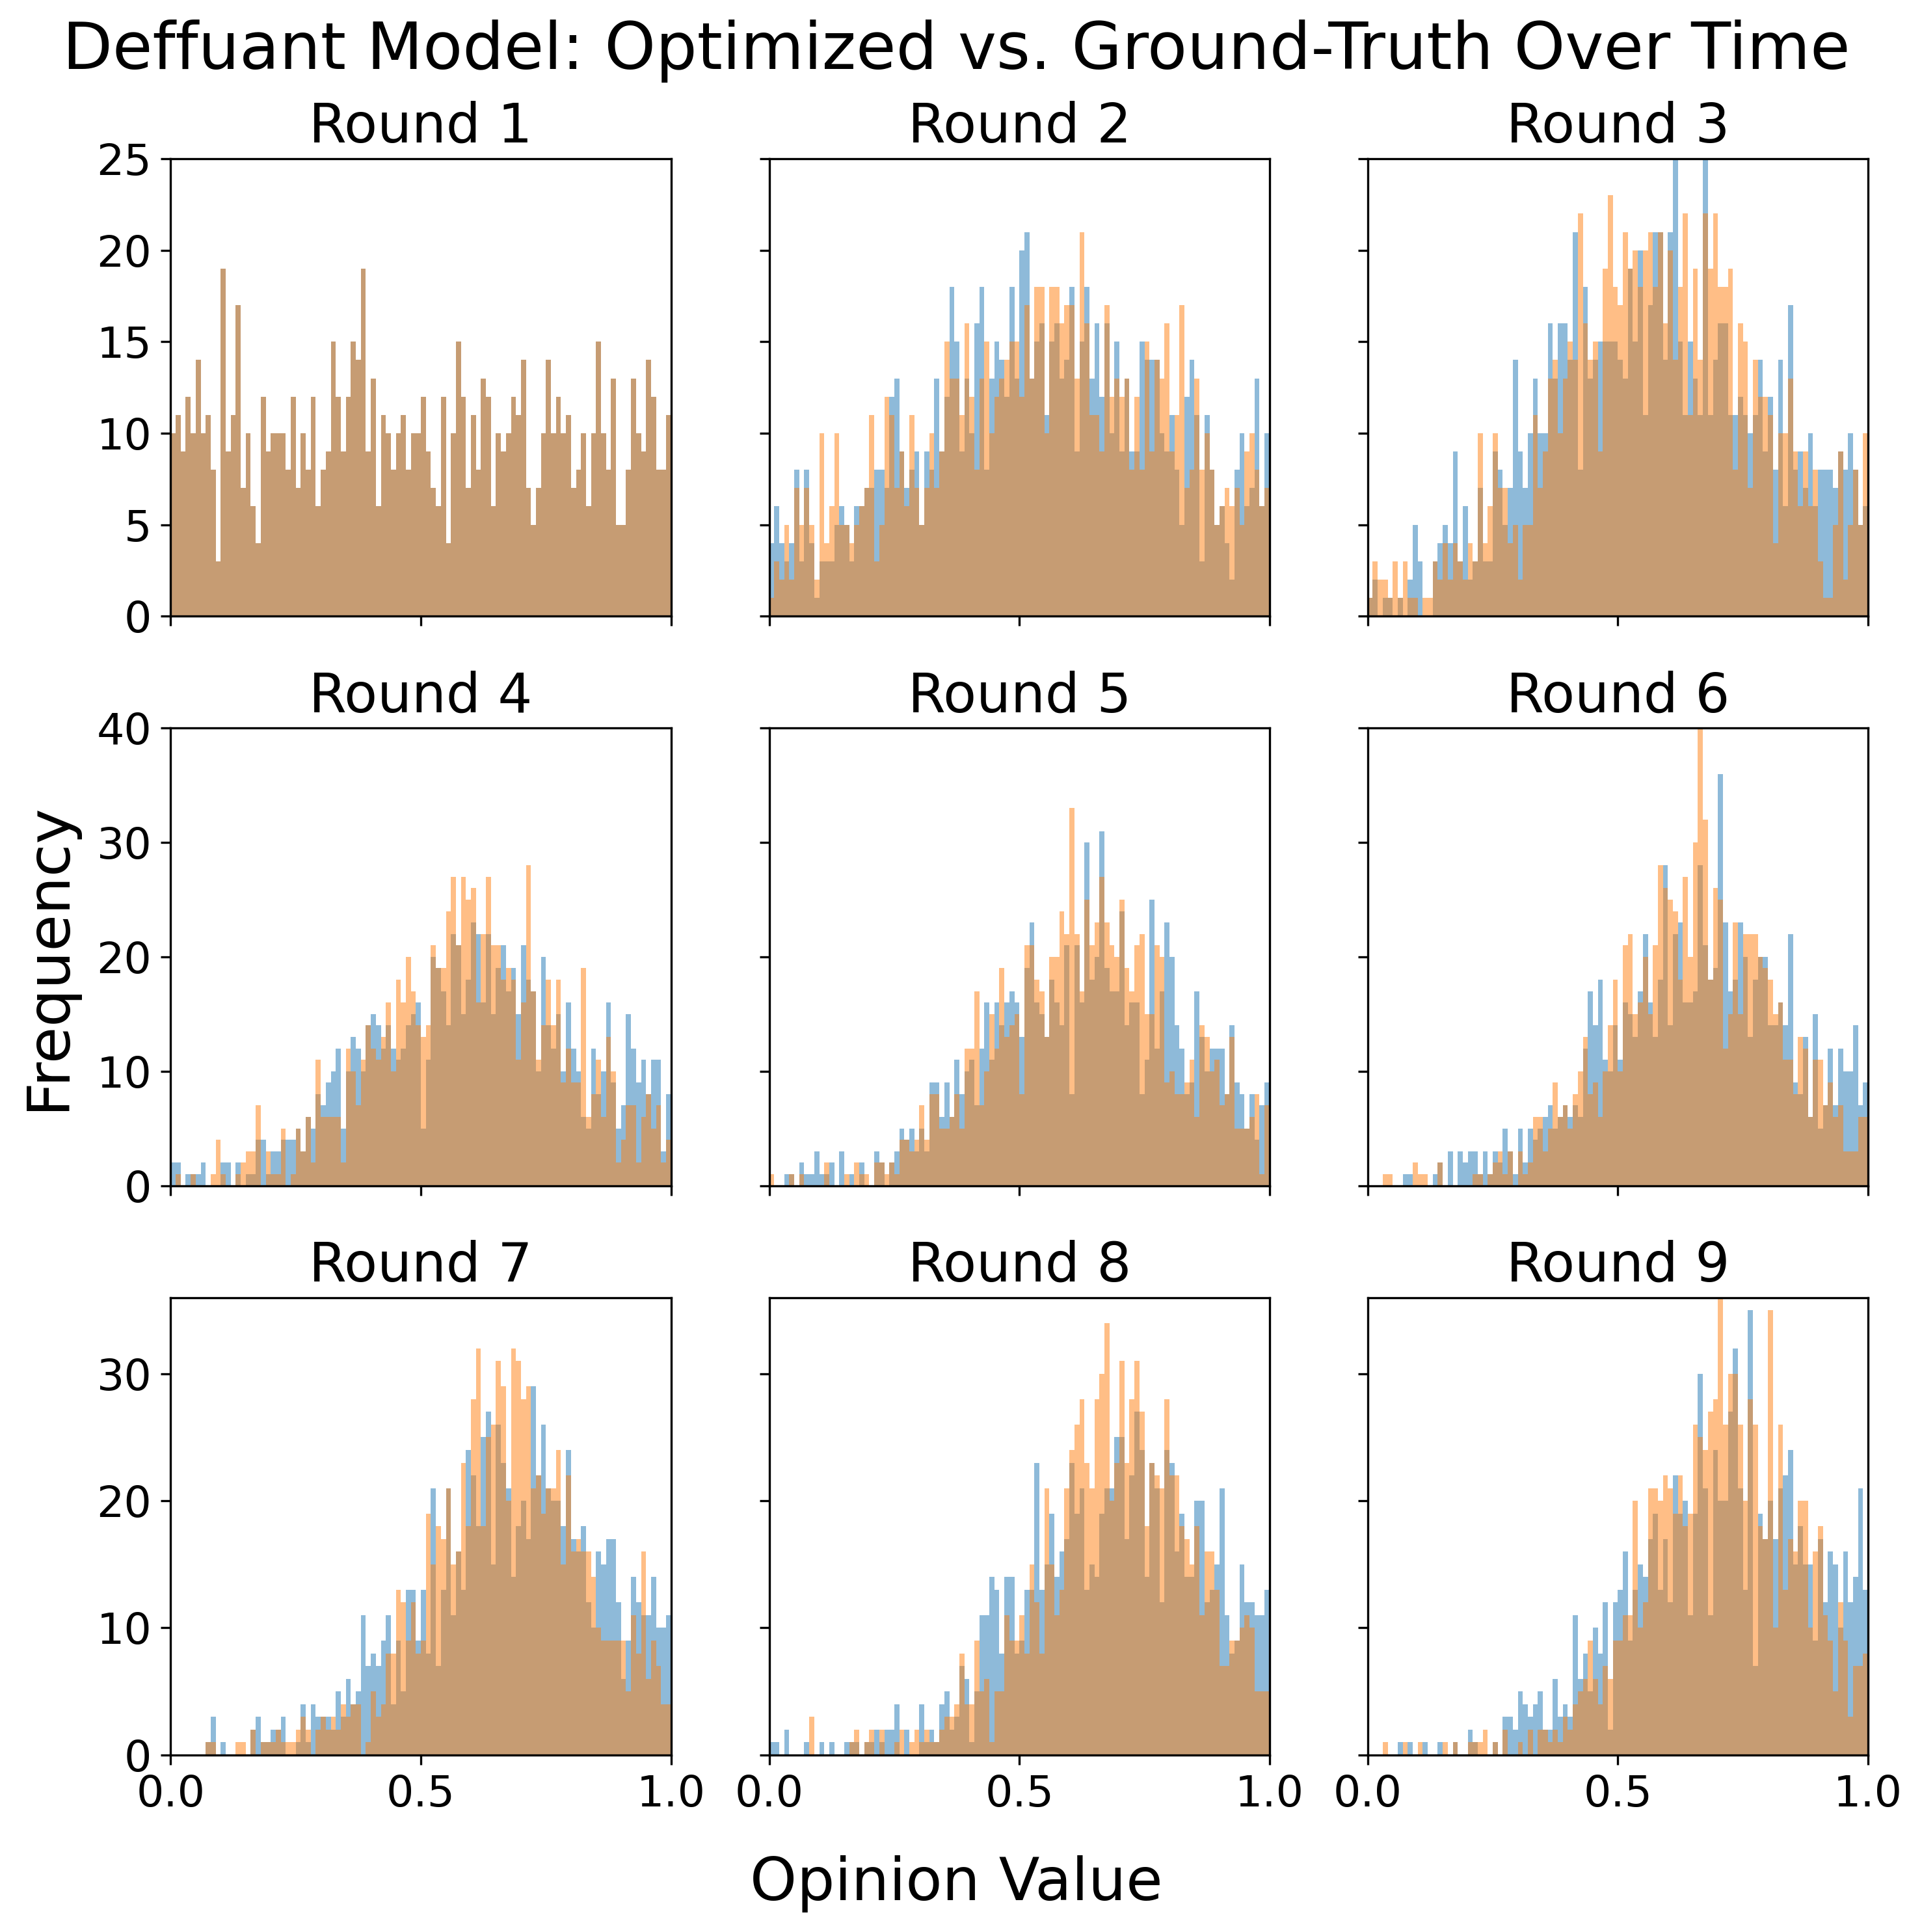 Deffuant Model: Optimized vs. Ground-Truth Over Time
Round 1
Round 2
Round 3
25
20
15
10
5
0
Round 4
Round 5
Round 6
40
30
20
10
0
Frequency
Round 7
Round 8
Round 9
30
20
10
0
0.0 0.5 1.0
0.0 0.5 1.0
0.0 0.5 1.0
Opinion Value